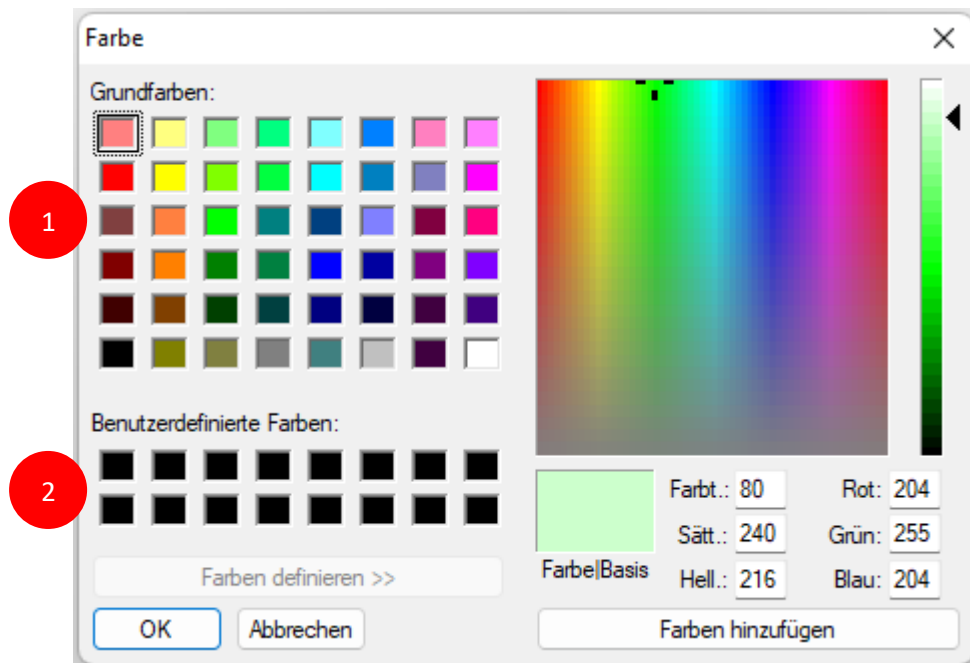 Farbe
Grundfarben:
1
Benutzerdefinierte Farben:
2
Farben definieren >>
OK Abbrechen
Farbe|Basis
Farbt.: 80 Rot: 204
Sätt.: 240 Grün: 255
Hell.: 216 Blau: 204
Farben hinzufügen